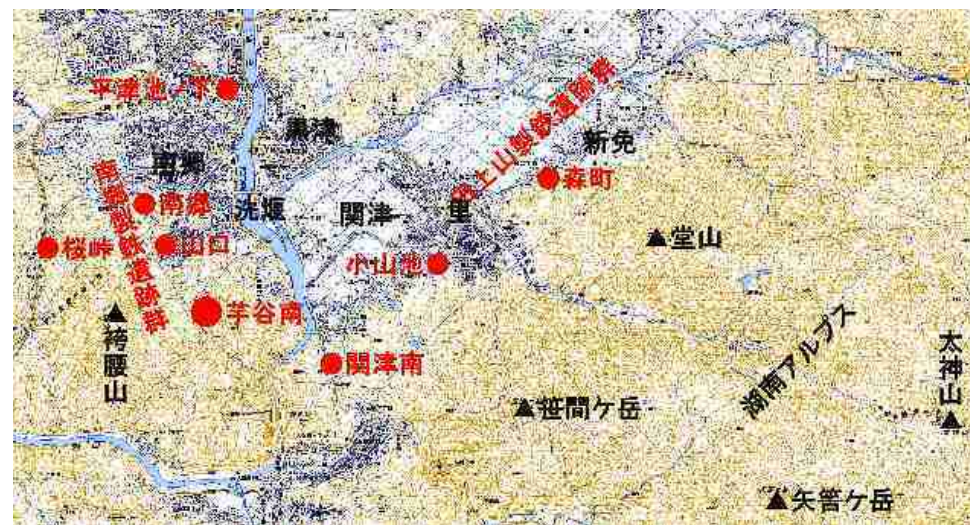 平津池ノ下
黒津
田上山製鉄遺跡群
新免
南郷
森町
南郷
洗堰
関津
里
桜峠
山口
南郷製鉄遺跡群
堂山
小山池
芋谷南
袴腰山
関津南
湖南アルプス
太神山
笹間ケ岳
矢筈ケ岳